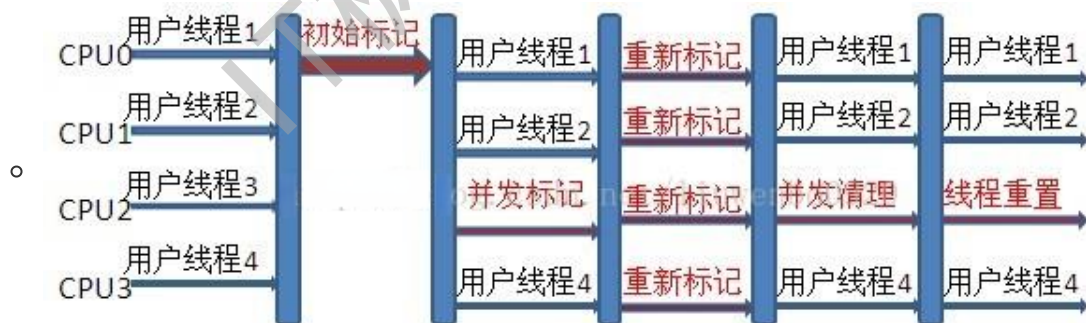 用户线程1 初始标记 用户线程1 重新标记 用户线程1 用户线程1
CPU0
用户线程2 用户线程2 重新标记 用户线程2 用户线程2
CPU1
用户线程3 并发标记 重新标记 并发清理 线程重置
CPU2
用户线程4 用户线程4 重新标记 用户线程4 用户线程4
CPU3